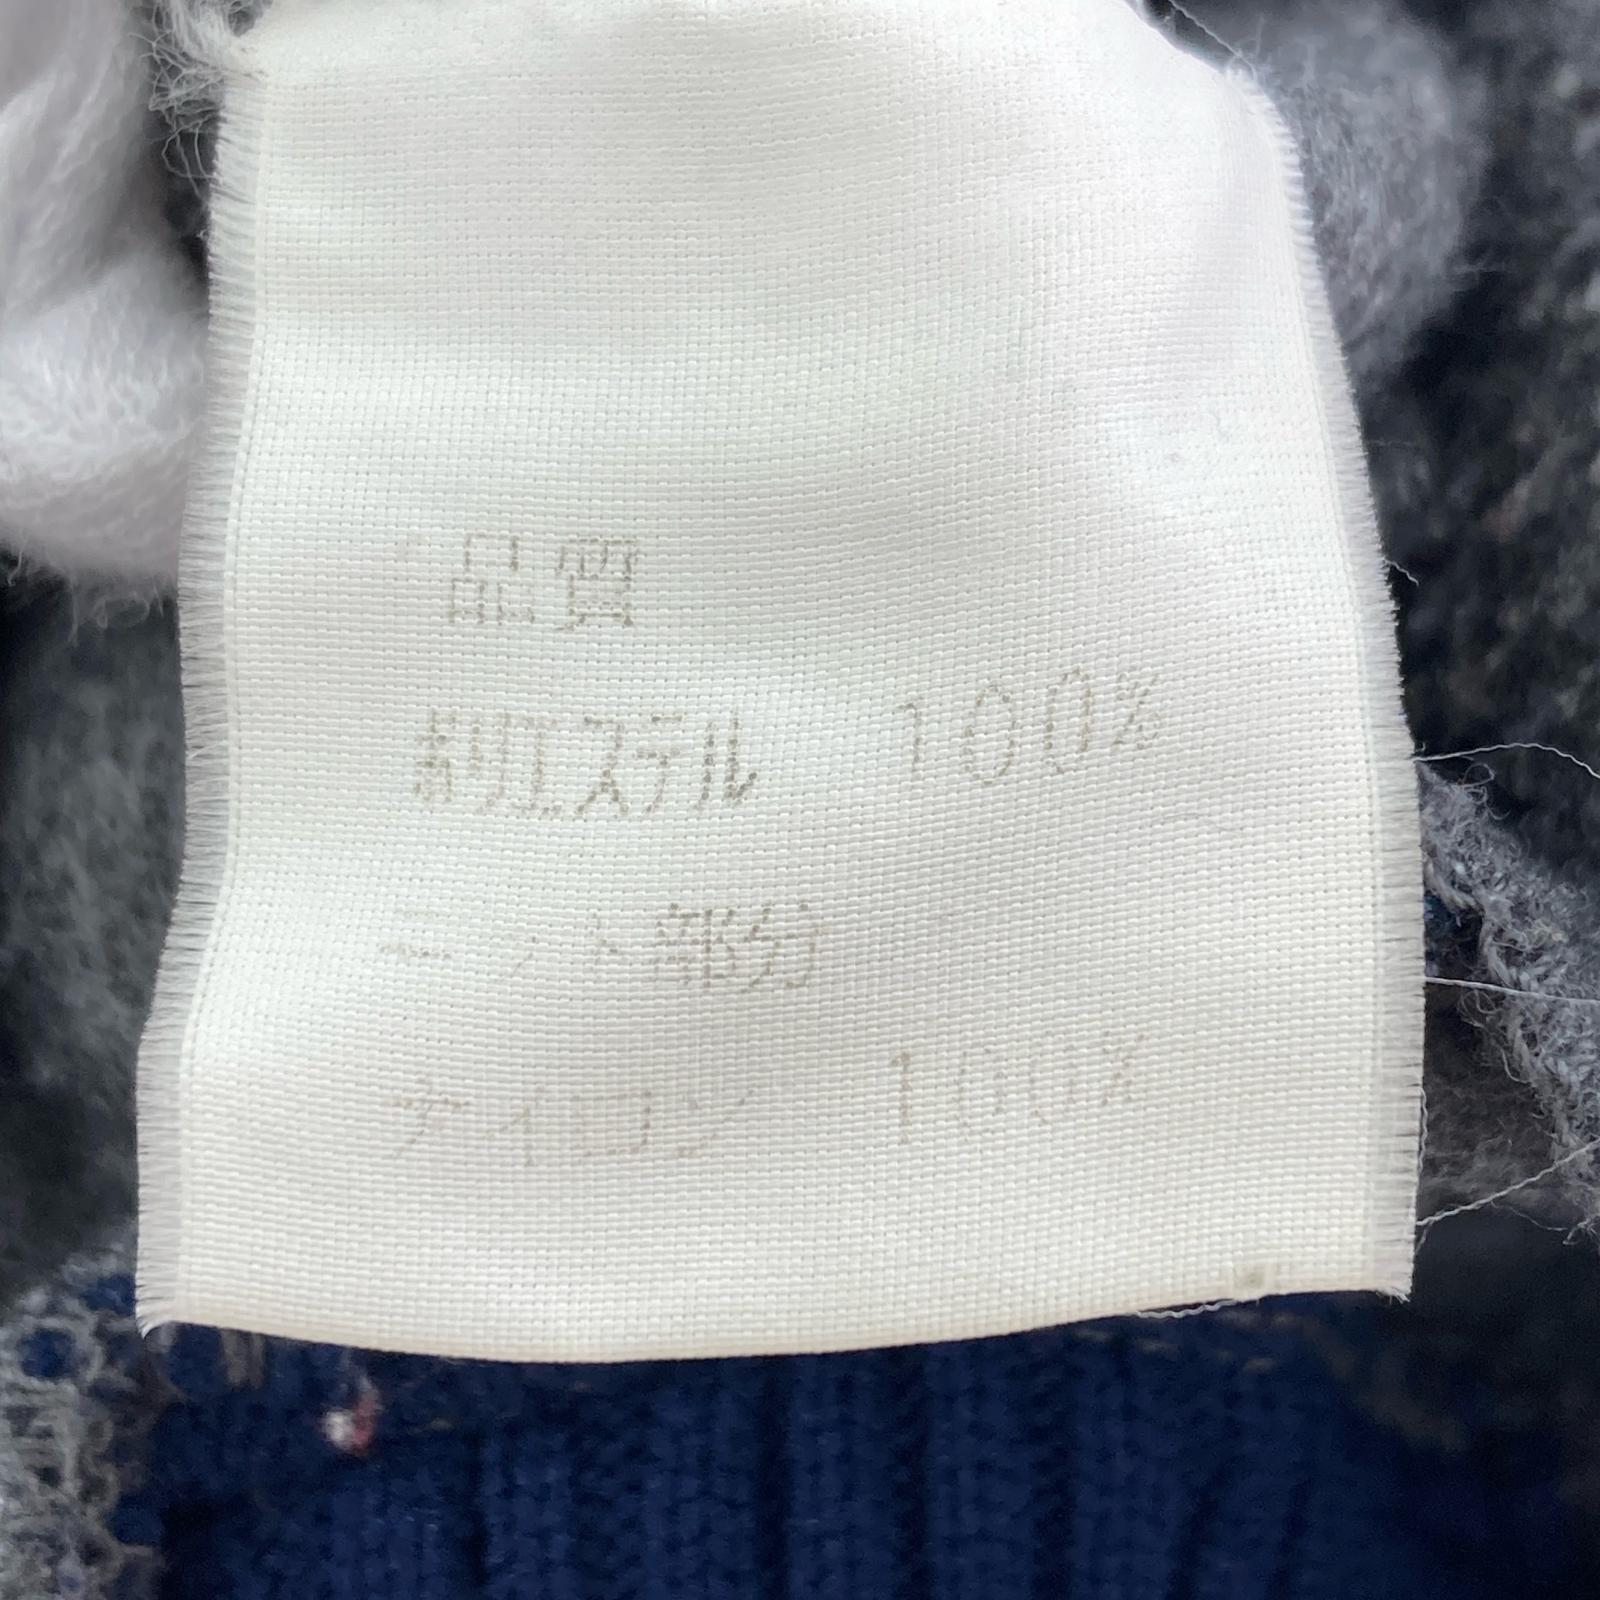 品質
ポリエステル 100%
ニット部分
ナイロン 100%